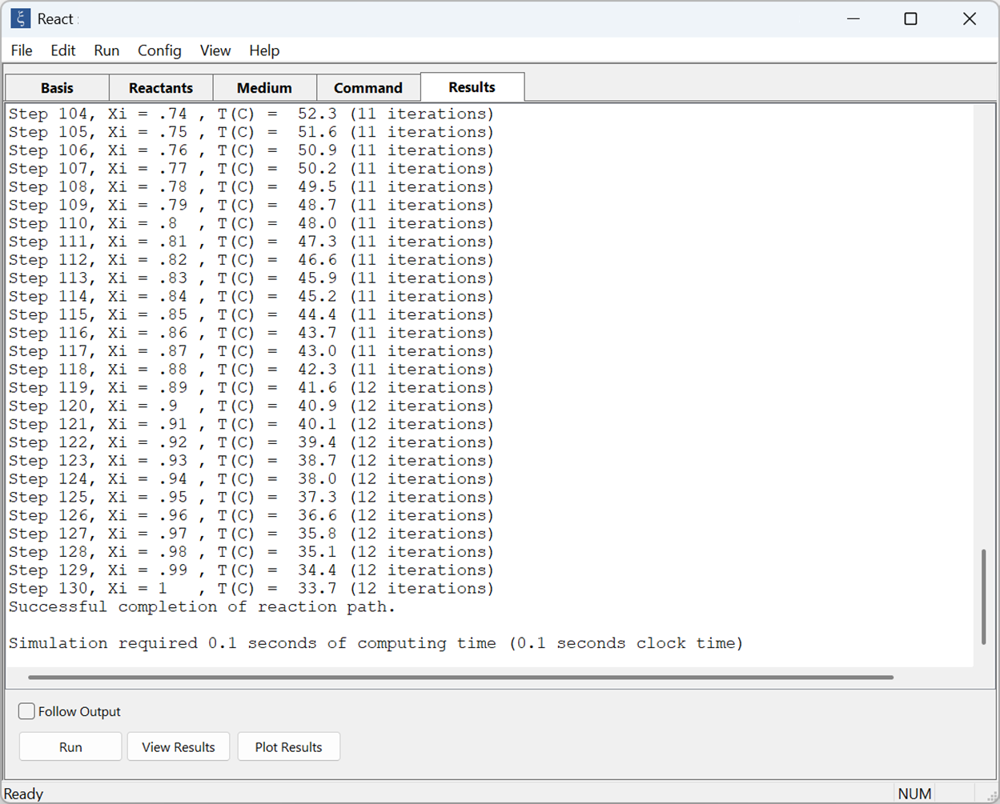 React :
File Edit Run Config View Help
Basis Reactants Medium Command Results
Step 104, Xi = .74 , T(C) =  52.3 (11 iterations)
Step 105, Xi = .75 , T(C) =  51.6 (11 iterations)
Step 106, Xi = .76 , T(C) =  50.9 (11 iterations)
Step 107, Xi = .77 , T(C) =  50.2 (11 iterations)
Step 108, Xi = .78 , T(C) =  49.5 (11 iterations)
Step 109, Xi = .79 , T(C) =  48.7 (11 iterations)
Step 110, Xi = .8  , T(C) =  48.0 (11 iterations)
Step 111, Xi = .81 , T(C) =  47.3 (11 iterations)
Step 112, Xi = .82 , T(C) =  46.6 (11 iterations)
Step 113, Xi = .83 , T(C) =  45.9 (11 iterations)
Step 114, Xi = .84 , T(C) =  45.2 (11 iterations)
Step 115, Xi = .85 , T(C) =  44.4 (11 iterations)
Step 116, Xi = .86 , T(C) =  43.7 (11 iterations)
Step 117, Xi = .87 , T(C) =  43.0 (11 iterations)
Step 118, Xi = .88 , T(C) =  42.3 (11 iterations)
Step 119, Xi = .89 , T(C) =  41.6 (12 iterations)
Step 120, Xi = .9  , T(C) =  40.9 (12 iterations)
Step 121, Xi = .91 , T(C) =  40.1 (12 iterations)
Step 122, Xi = .92 , T(C) =  39.4 (12 iterations)
Step 123, Xi = .93 , T(C) =  38.7 (12 iterations)
Step 124, Xi = .94 , T(C) =  38.0 (12 iterations)
Step 125, Xi = .95 , T(C) =  37.3 (12 iterations)
Step 126, Xi = .96 , T(C) =  36.6 (12 iterations)
Step 127, Xi = .97 , T(C) =  35.8 (12 iterations)
Step 128, Xi = .98 , T(C) =  35.1 (12 iterations)
Step 129, Xi = .99 , T(C) =  34.4 (12 iterations)
Step 130, Xi = 1   , T(C) =  33.7 (12 iterations)
Successful completion of reaction path.
Simulation required 0.1 seconds of computing time (0.1 seconds clock time)
Follow Output
Run View Results Plot Results
Ready NUM